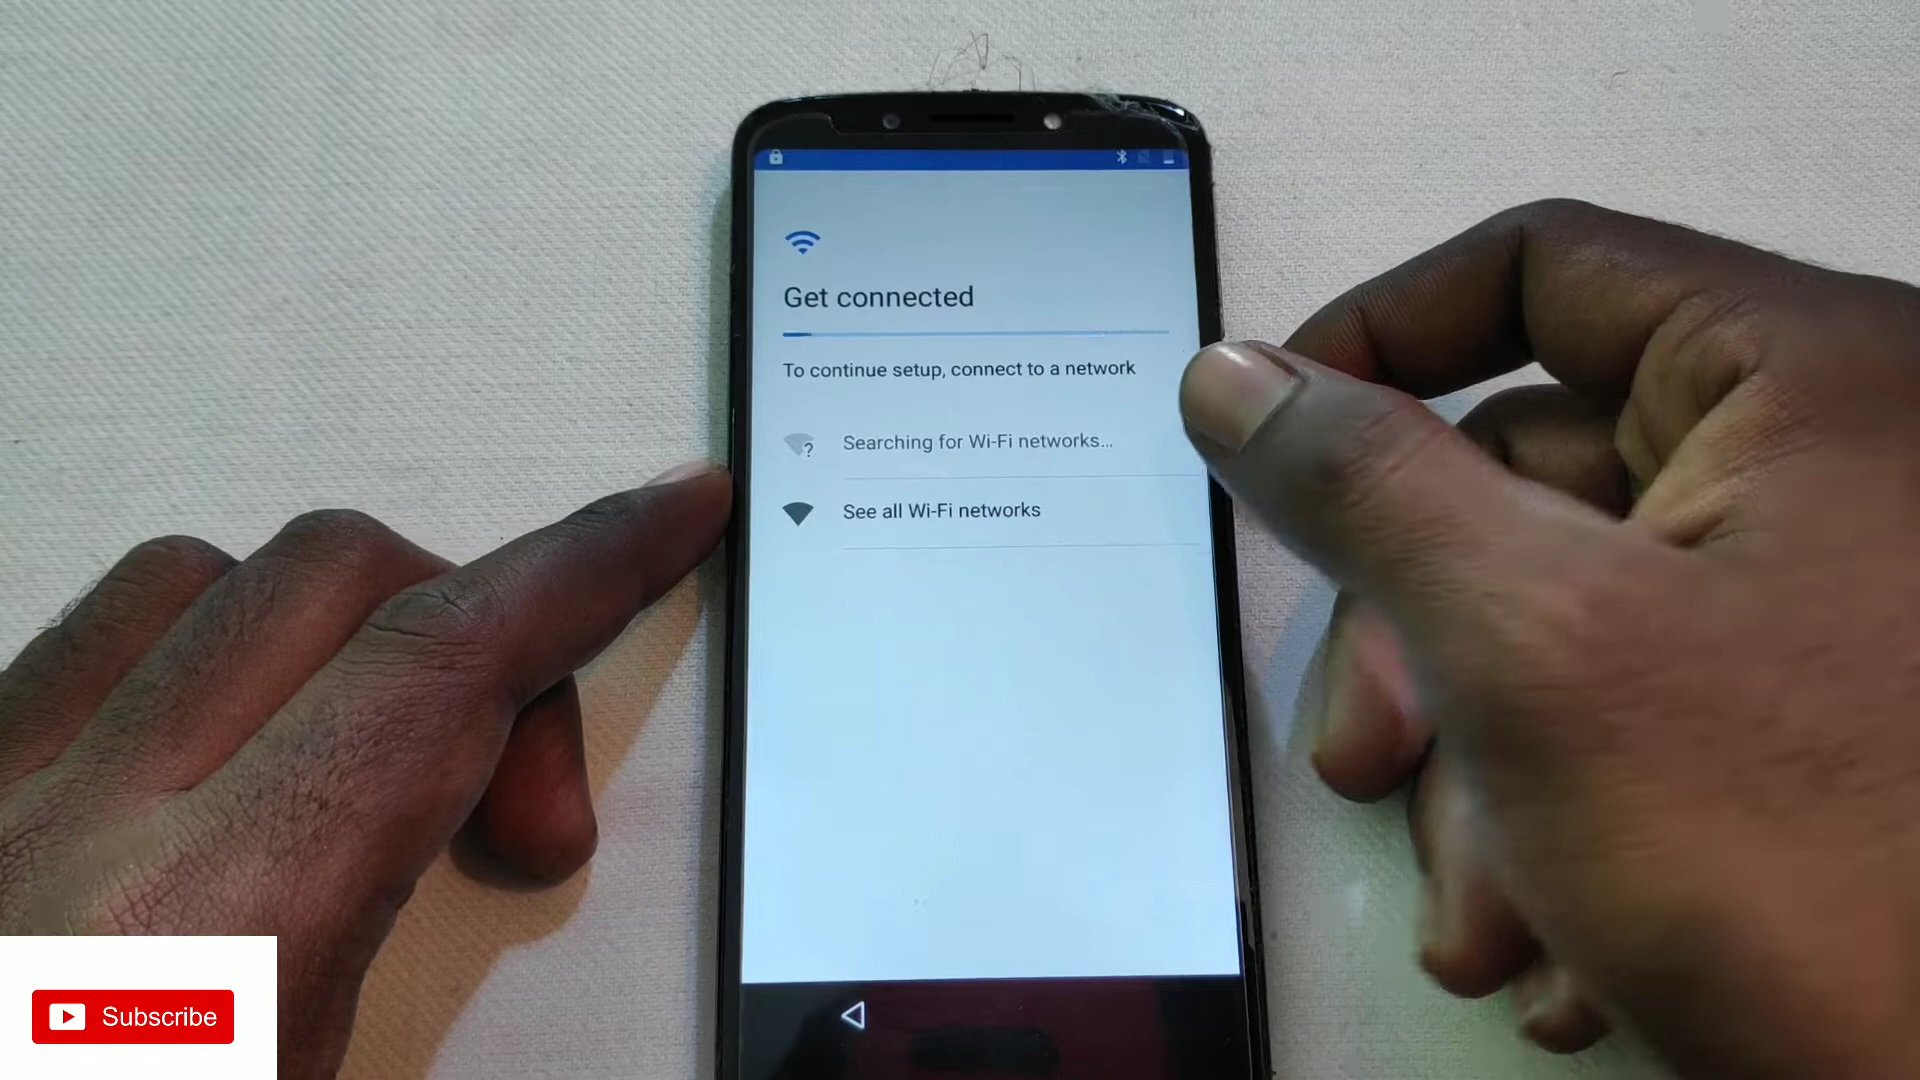 Get connected
To continue setup, connect to a network
?
Searching for Wi-Fi networks...
See all Wi-Fi networks
Subscribe